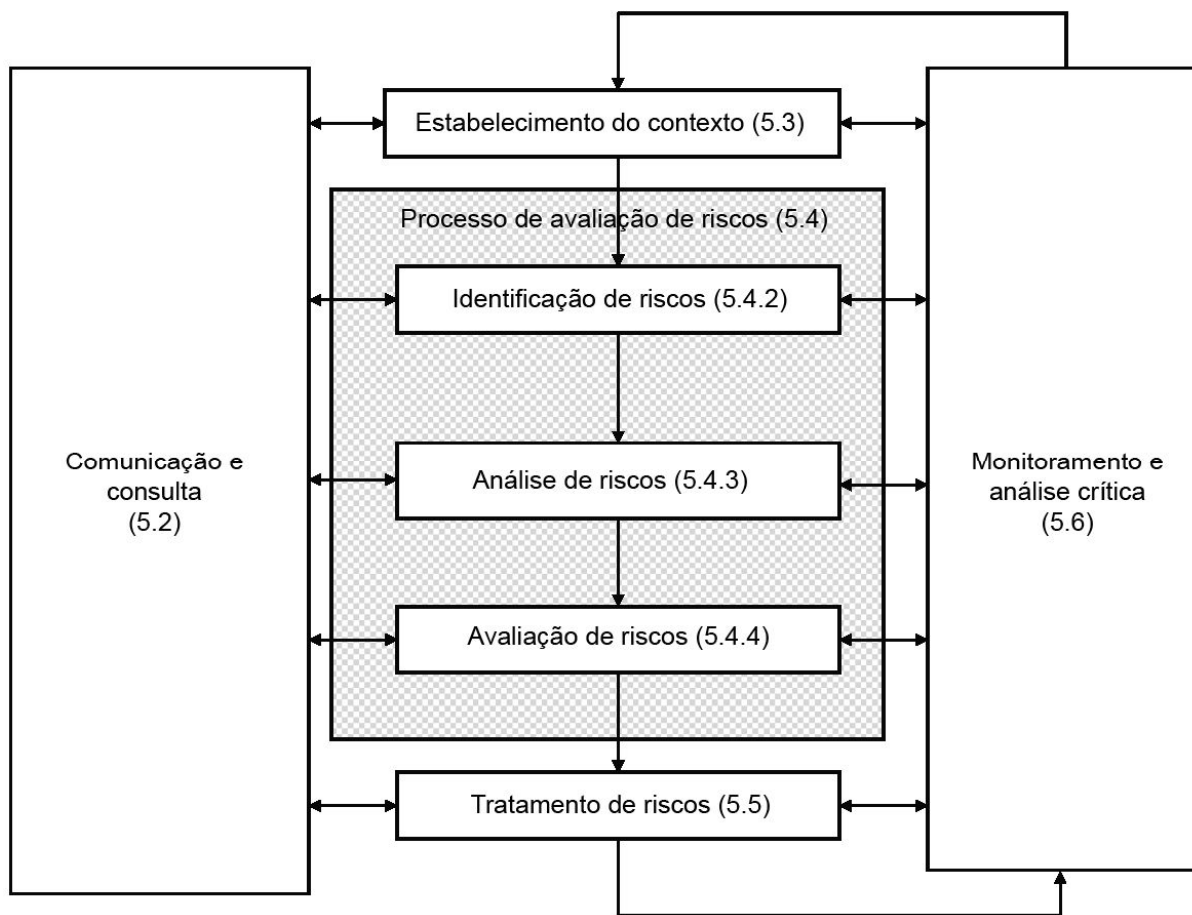 Estabelecimento do contexto (5.3)
Processo de avaliação de riscos (5.4)
Identificação de riscos (5.4.2)
Comunicação e
consulta
(5.2)
Análise de riscos (5.4.3)
Monitoramento e
análise crítica
(5.6)
Avaliação de riscos (5.4.4)
Tratamento de riscos (5.5)